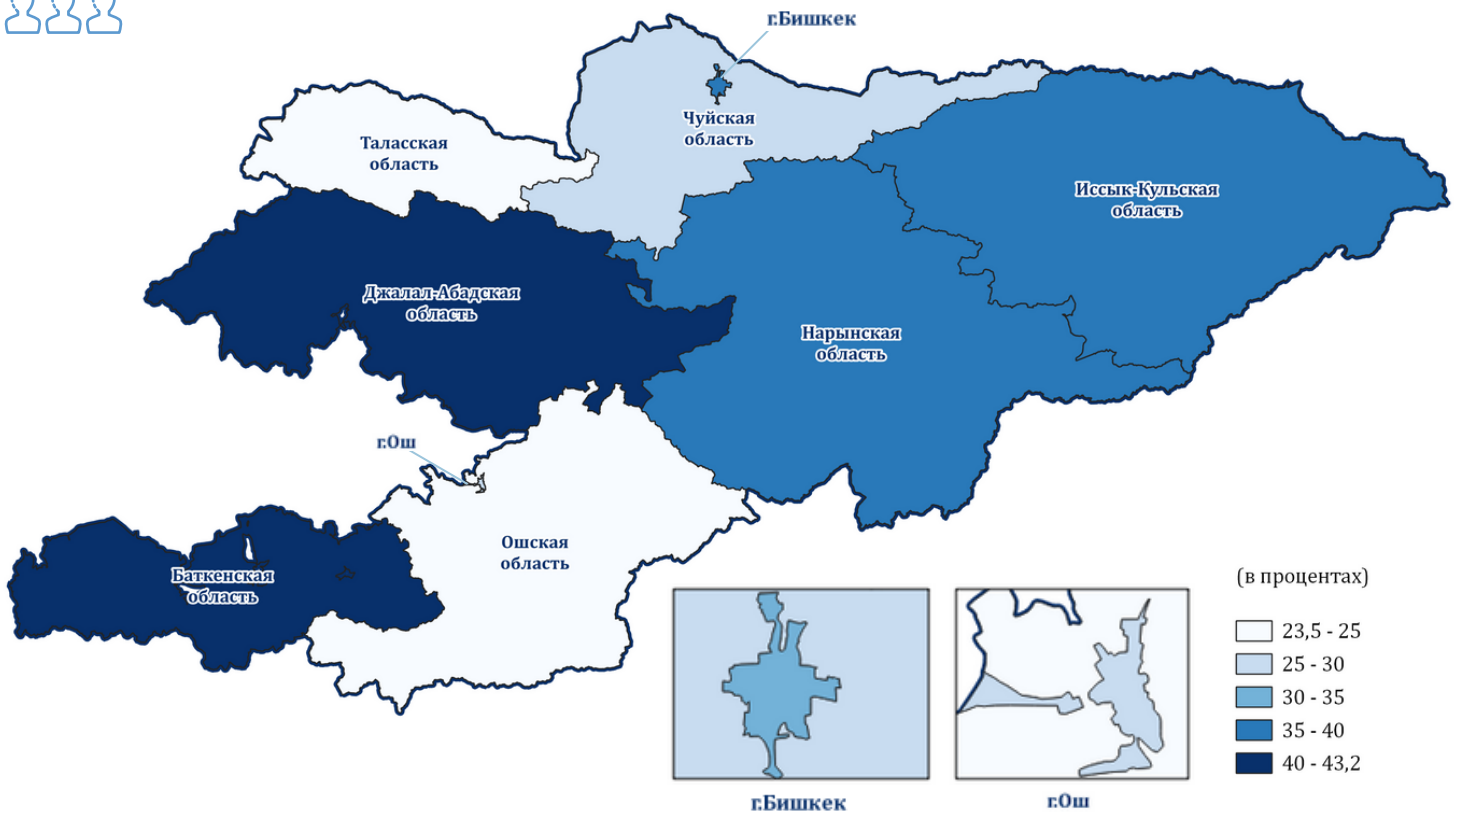 г.Бишкек
Чуйская
область
Таласская
область
Иссык-Кульская
область
Джалал-Абадская
область
Нарынская
область
г.Ош
Ошская
область
Баткенская
область
(в процентах)
23,5 - 25
25 - 30
30 - 35
35 - 40
40 - 43,2
г.Бишкек
г.Ош